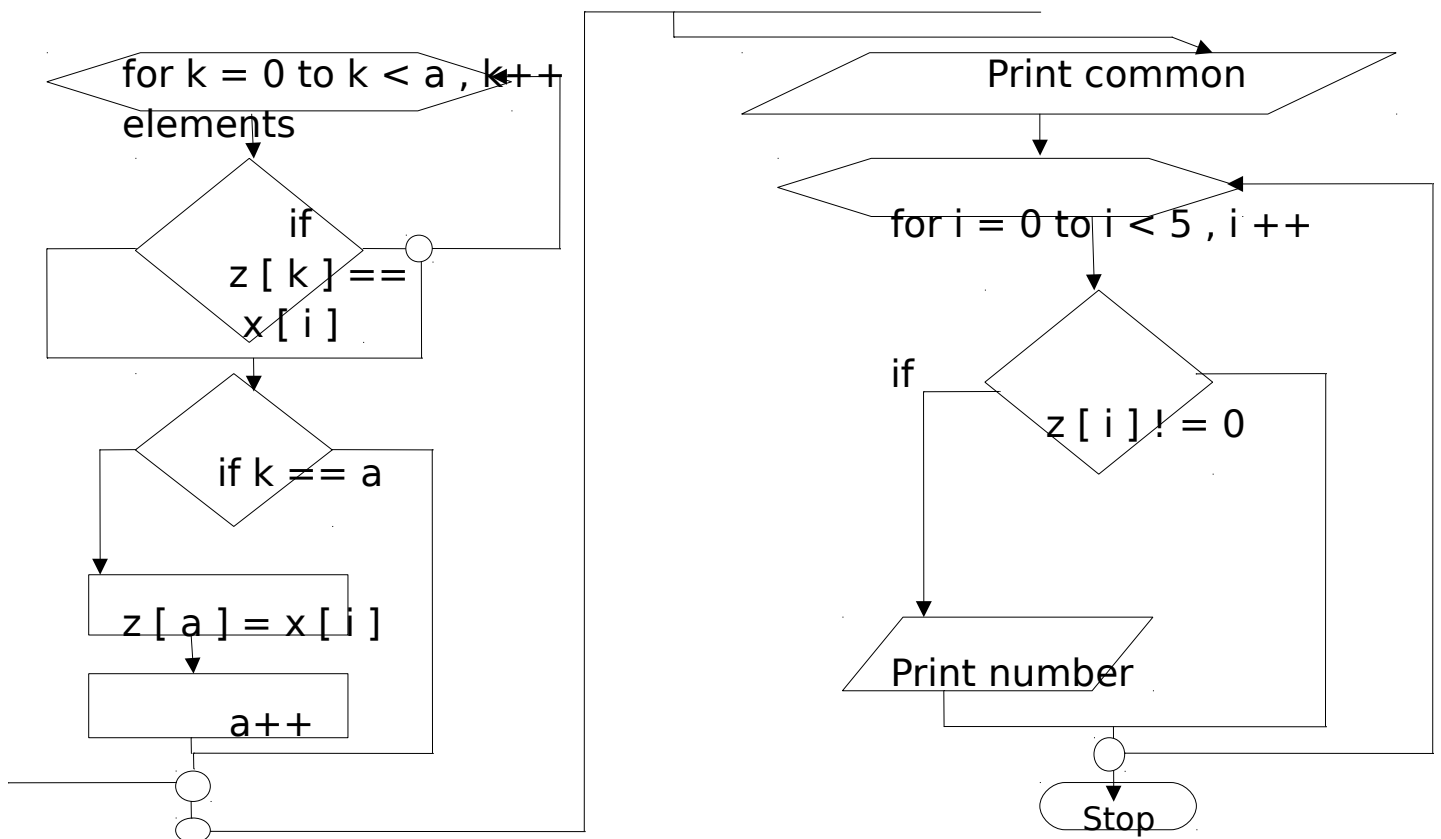 for k = 0 to k < a , k++
elements
if
z [ k ] ==
x [ i ]
if k == a
z [ a ] = x [ i ]
a++
Print common
for i = 0 to i < 5 , i ++
if
z [ i ] ! = 0
Print number
Stop